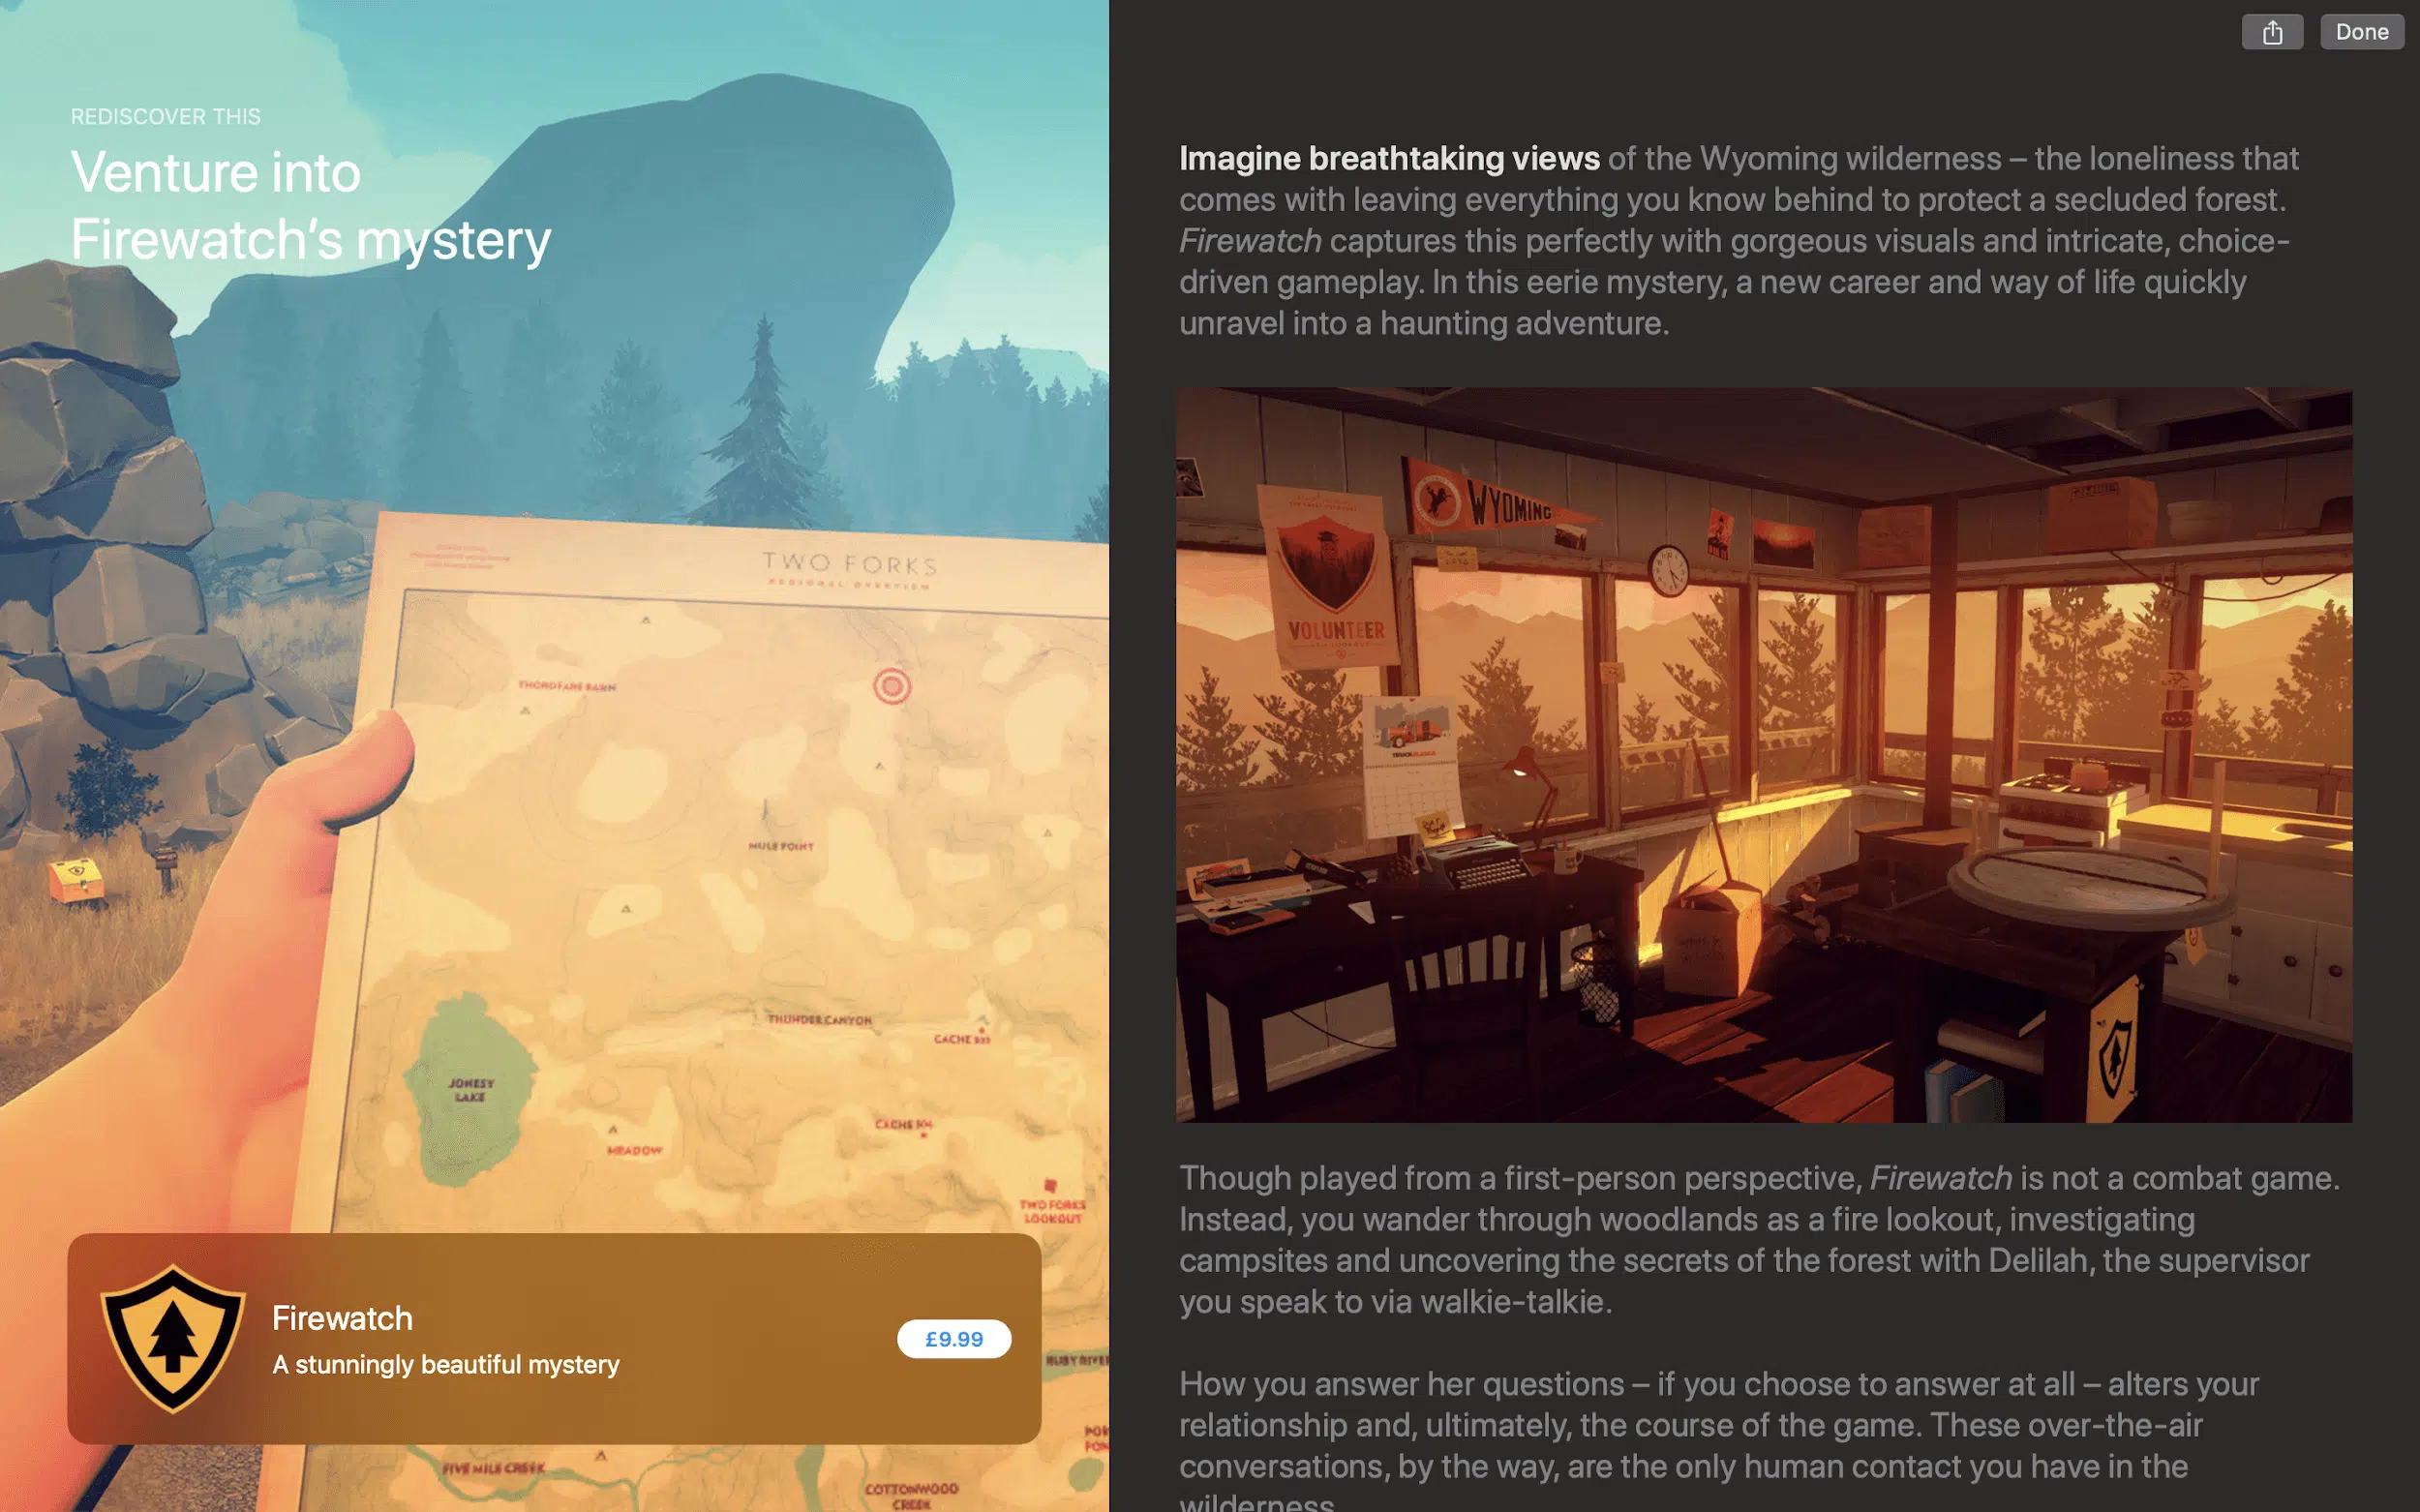 Done
REDISCOVER THIS
Venture into
Firewatch’s mystery
TWO FORKS
REGIONAL OVERVIEW
THOROFARE BARN
MULE POINT
THUNDER CANYON
CACHE
JONESY
LAKE
CACHE
MEADOW
TWO FORKS
LOOKOUT
Firewatch
A stunningly beautiful mystery
£9.99
RUBY RIVER
FIVE MILE CREEK
COTTONWOOD
CREEK
Imagine breathtaking views of the Wyoming wilderness – the loneliness that
comes with leaving everything you know behind to protect a secluded forest.
Firewatch captures this perfectly with gorgeous visuals and intricate, choice-
driven gameplay. In this eerie mystery, a new career and way of life quickly
unravel into a haunting adventure.
WYOMING
VOLUNTEER
Though played from a first-person perspective, Firewatch is not a combat game.
Instead, you wander through woodlands as a fire lookout, investigating
campsites and uncovering the secrets of the forest with Delilah, the supervisor
you speak to via walkie-talkie.
How you answer her questions – if you choose to answer at all – alters your
relationship and, ultimately, the course of the game. These over-the-air
conversations, by the way, are the only human contact you have in the
wilderness